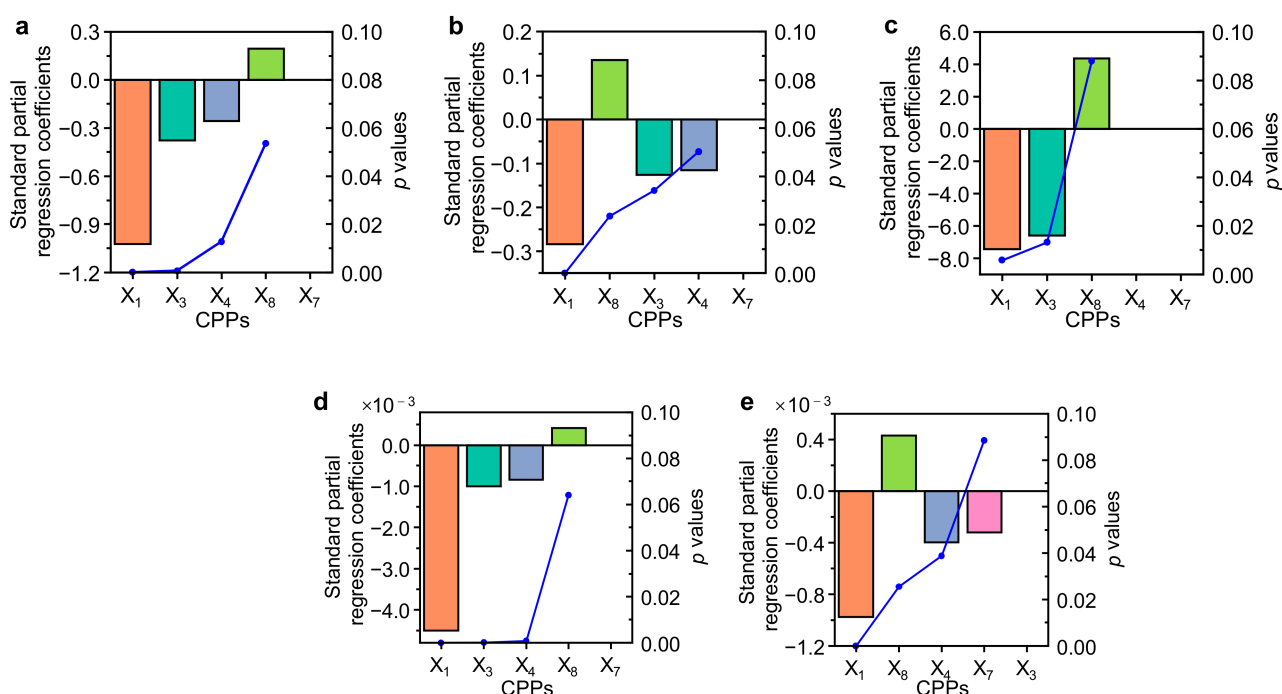 a
Standard partial
regression coefficients
0.3
0.0
−0.3
−0.6
−0.9
−1.2
0.10
0.08
0.06
0.04
0.02
0.00
p values
X1 X3 X4 X8 X7
CPPs
b
Standard partial
regression coefficients
0.2
0.1
0.0
−0.1
−0.2
−0.3
0.10
0.08
0.06
0.04
0.02
0.00
p values
X1 X8 X3 X4 X7
CPPs
c
Standard partial
regression coefficients
6.0
4.0
2.0
0.0
−2.0
−4.0
−6.0
−8.0
0.10
0.08
0.06
0.04
0.02
0.00
p values
X1 X3 X8 X4 X7
CPPs
d
×10−3
Standard partial
regression coefficients
0.0
−1.0
−2.0
−3.0
−4.0
0.10
0.08
0.06
0.04
0.02
0.00
p values
X1 X3 X4 X8 X7
CPPs
e
×10−3
Standard partial
regression coefficients
0.4
0.0
−0.4
−0.8
−1.2
0.10
0.08
0.06
0.04
0.02
0.00
p values
X1 X8 X4 X7 X3
CPPs